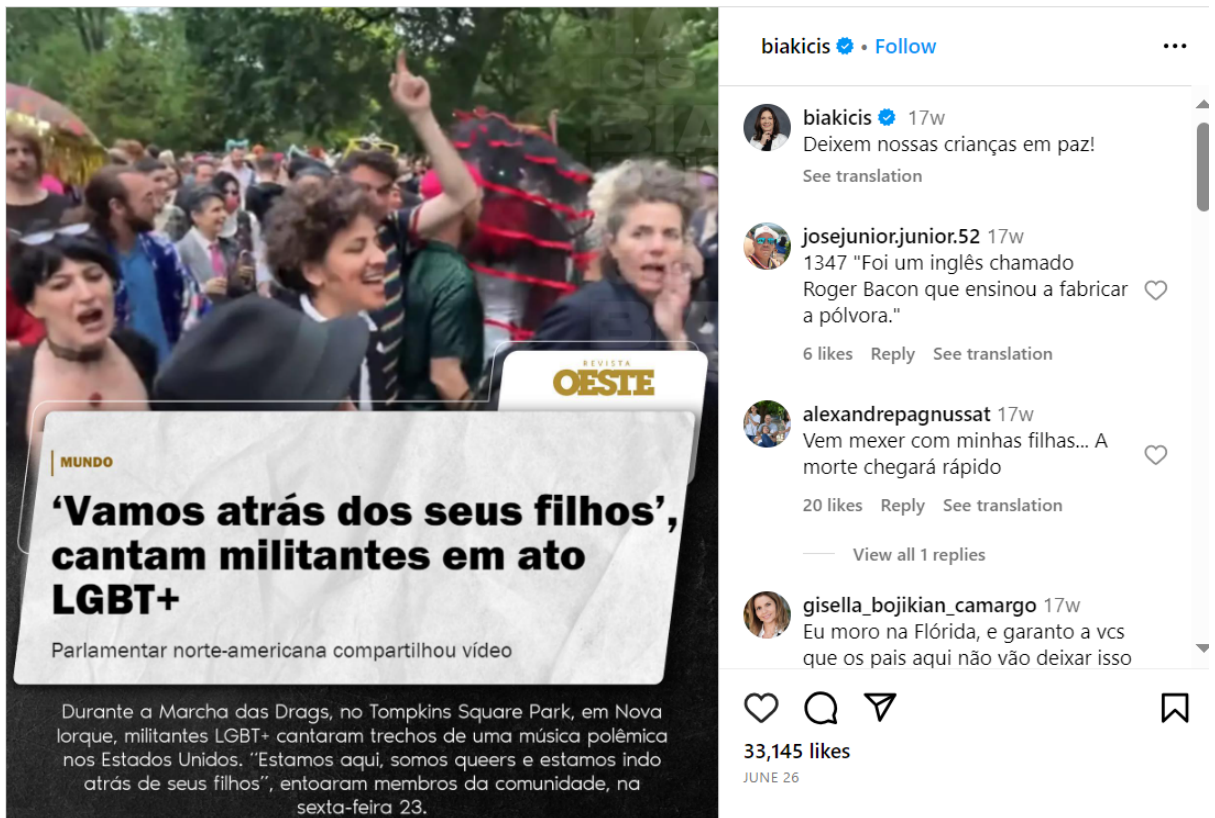 biakicis • Follow
biakicis 17w
Deixem nossas crianças em paz!
See translation
josejunior.junior.52 17w
1347 "Foi um inglês chamado
Roger Bacon que ensinou a fabricar
a pólvora."
6 likes Reply See translation
alexandrepagnussat 17w
Vem mexer com minhas filhas... A
morte chegará rápido
20 likes Reply See translation
View all 1 replies
gisella_bojikian_camargo 17w
Eu moro na Flórida, e garanto a vcs
que os pais aqui não vão deixar isso
33,145 likes
JUNE 26
REVISTA
OESTE
MUNDO
‘Vamos atrás dos seus filhos’,
cantam militantes em ato
LGBT+
Parlamentar norte-americana compartilhou vídeo
Durante a Marcha das Drags, no Tompkins Square Park, em Nova
Iorque, militantes LGBT+ cantaram trechos de uma música polêmica
nos Estados Unidos. “Estamos aqui, somos queers e estamos indo
atrás de seus filhos”, entoaram membros da comunidade, na
sexta-feira 23.